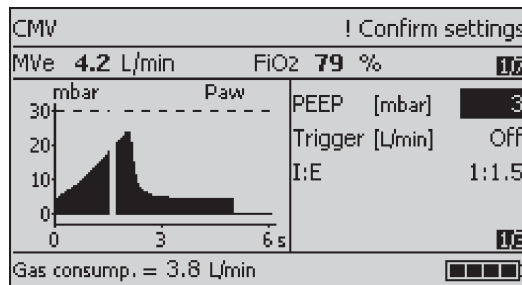 CMV ! Confirm settings
MVe 4.2 L/min FiO2 79 %
mbar Paw
30
20
10
0
0 3 6 s
PEEP [mbar] 3
Trigger [L/min] Off
I:E 1:1.5
Gas consump. = 3.8 L/min